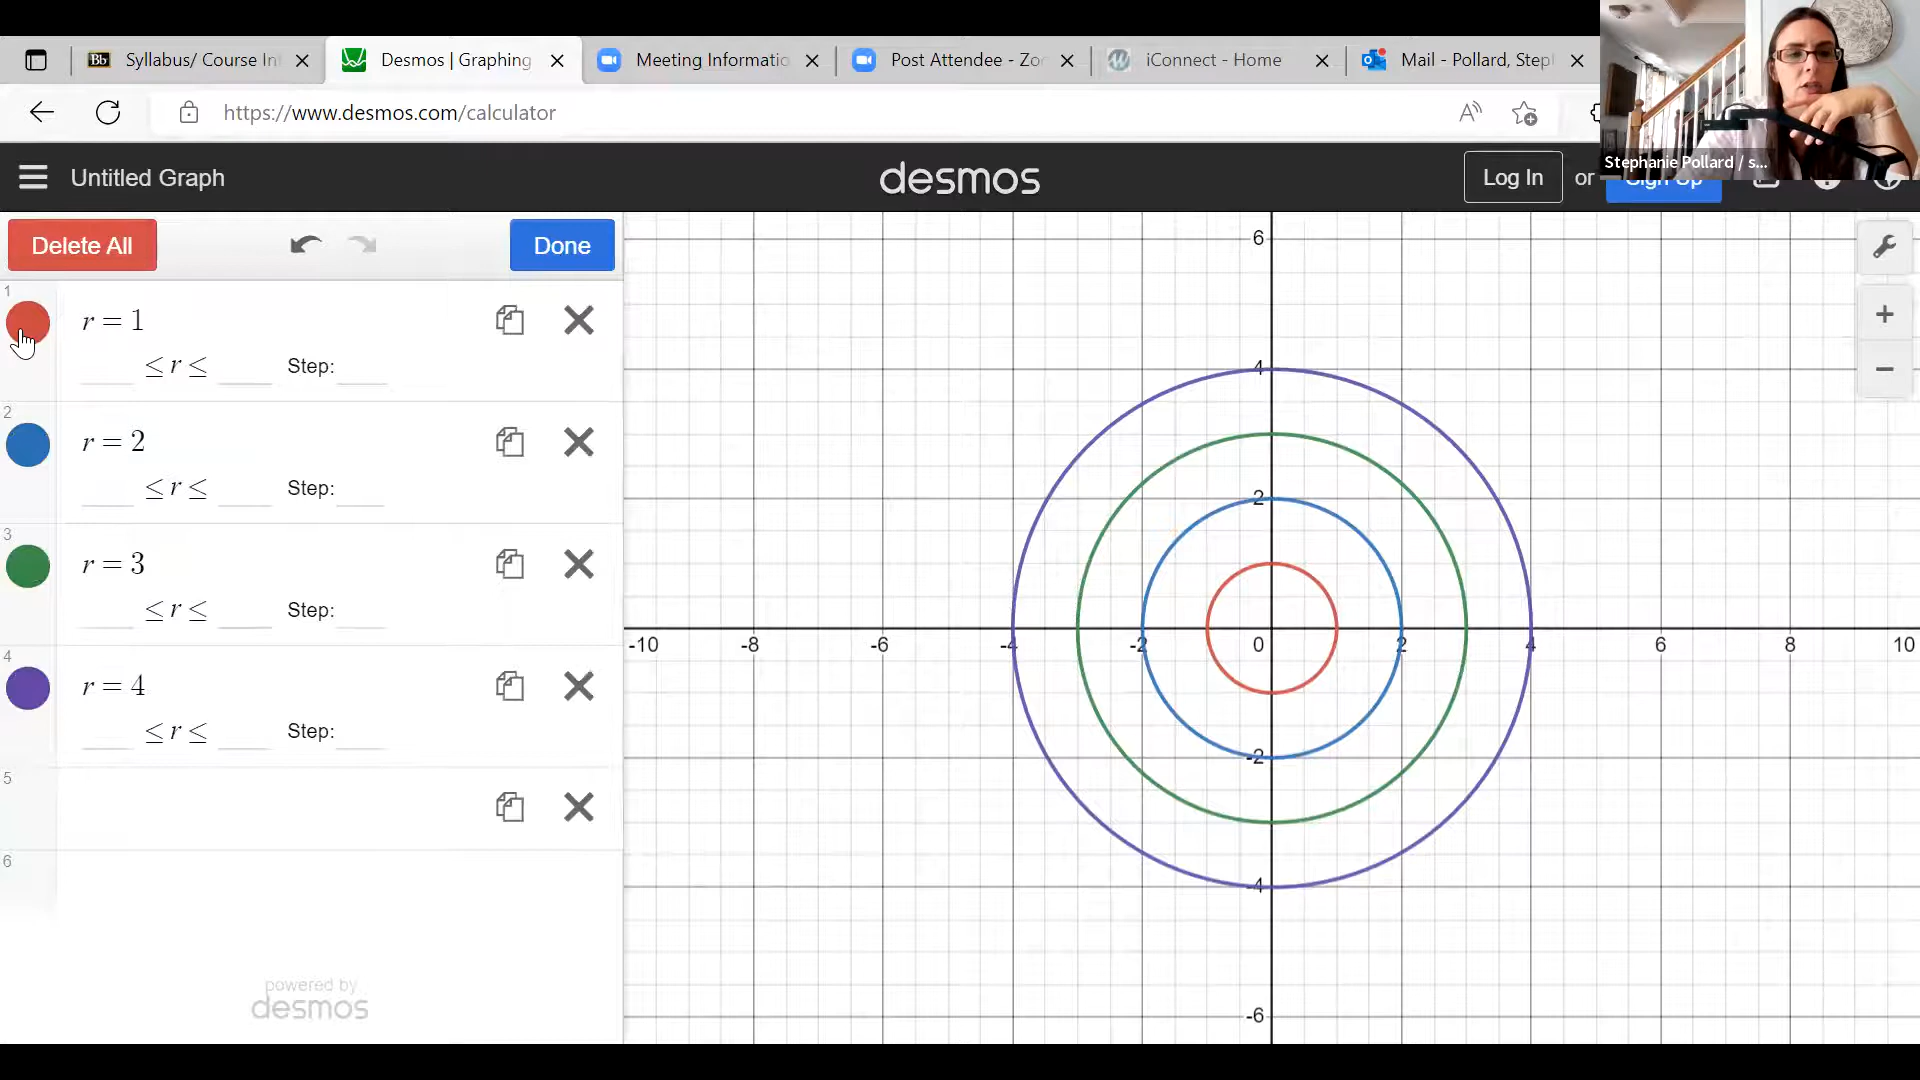 Syllabus/ Course In
Desmos | Graphing
Meeting Informatio
Post Attendee - Zo
iConnect - Home
Mail - Pollard, Step
Bb
https://www.desmos.com/calculator
Stephanie Pollard / s...
Untitled Graph
desmos
Log In or Sign Up
Delete All
Done
1
r = 1
≤ r ≤ Step:
2
r = 2
≤ r ≤ Step:
3
r = 3
≤ r ≤ Step:
4
r = 4
≤ r ≤ Step:
5
6
powered by
desmos
6
4
2
-10 -8 -6 -4 -2 0 2 4 6 8 10
-2
-4
-6